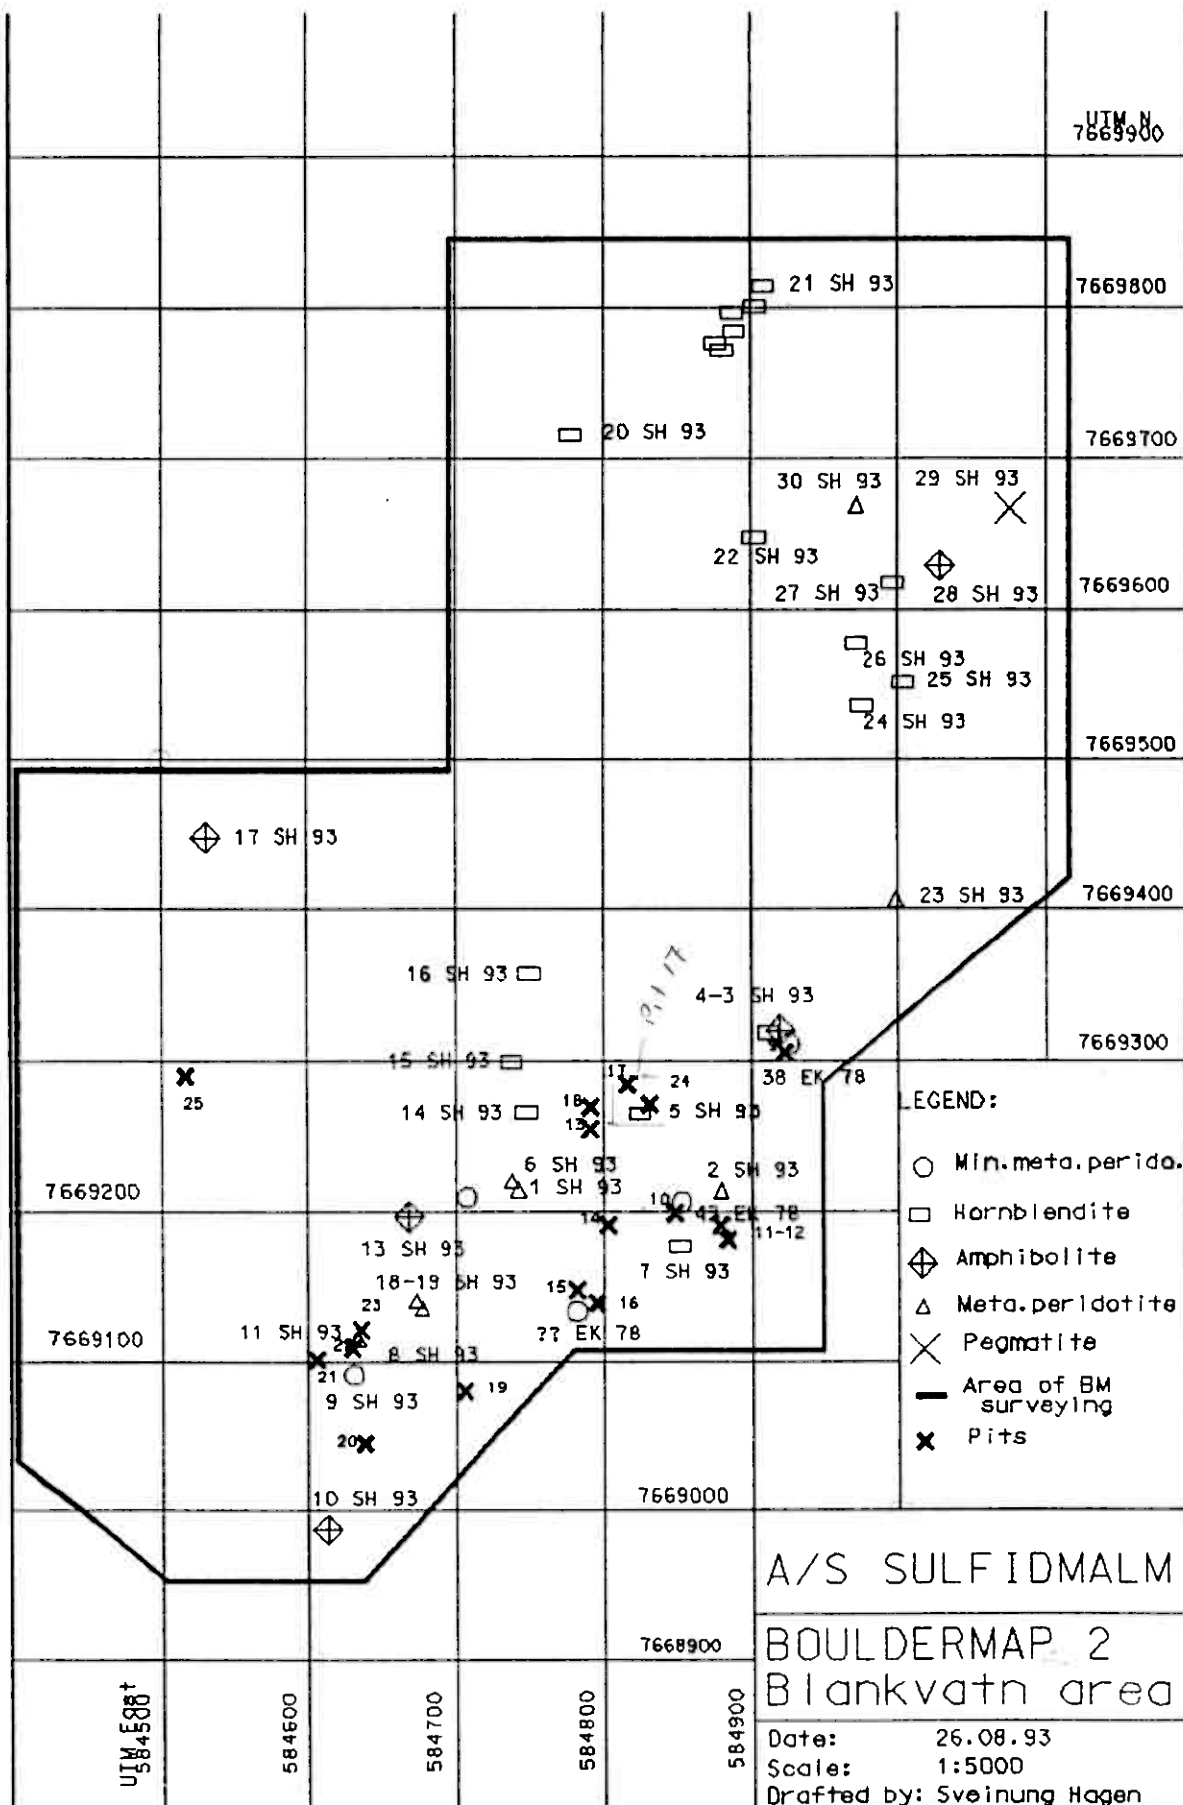 UTM N
7669900
21 SH 93
7669800
20 SH 93
7669700
30 SH 93
29 SH 93
22 SH 93
27 SH 93
28 SH 93
7669600
26 SH 93
25 SH 93
24 SH 93
7669500
17 SH 93
23 SH 93
7669400
Pit 17
16 SH 93
4-3 SH 93
7669300
15 SH 93
38 EK 78
17
24
25
18
14 SH 93
5 SH 93
13
LEGEND:
6 SH 93
2 SH 93
Min.meta.perido.
1 SH 93
7669200
10
42 EK 78
Hornblendite
14
11-12
13 SH 93
7 SH 93
Amphibolite
18-19 SH 93
15
16
Meta.peridotite
23
11 SH 93
?? EK 78
7669100
Pegmatite
8 SH 93
21
19
Area of BM
surveying
9 SH 93
20
Pits
10 SH 93
7669000
A/S SULFIDMALM
7668900
BOULDERMAP 2
Blankvatn area
UTM East
584500
584600
584700
584800
584900
Date: 26.08.93
Scale: 1:5000
Drafted by: Sveinung Hagen